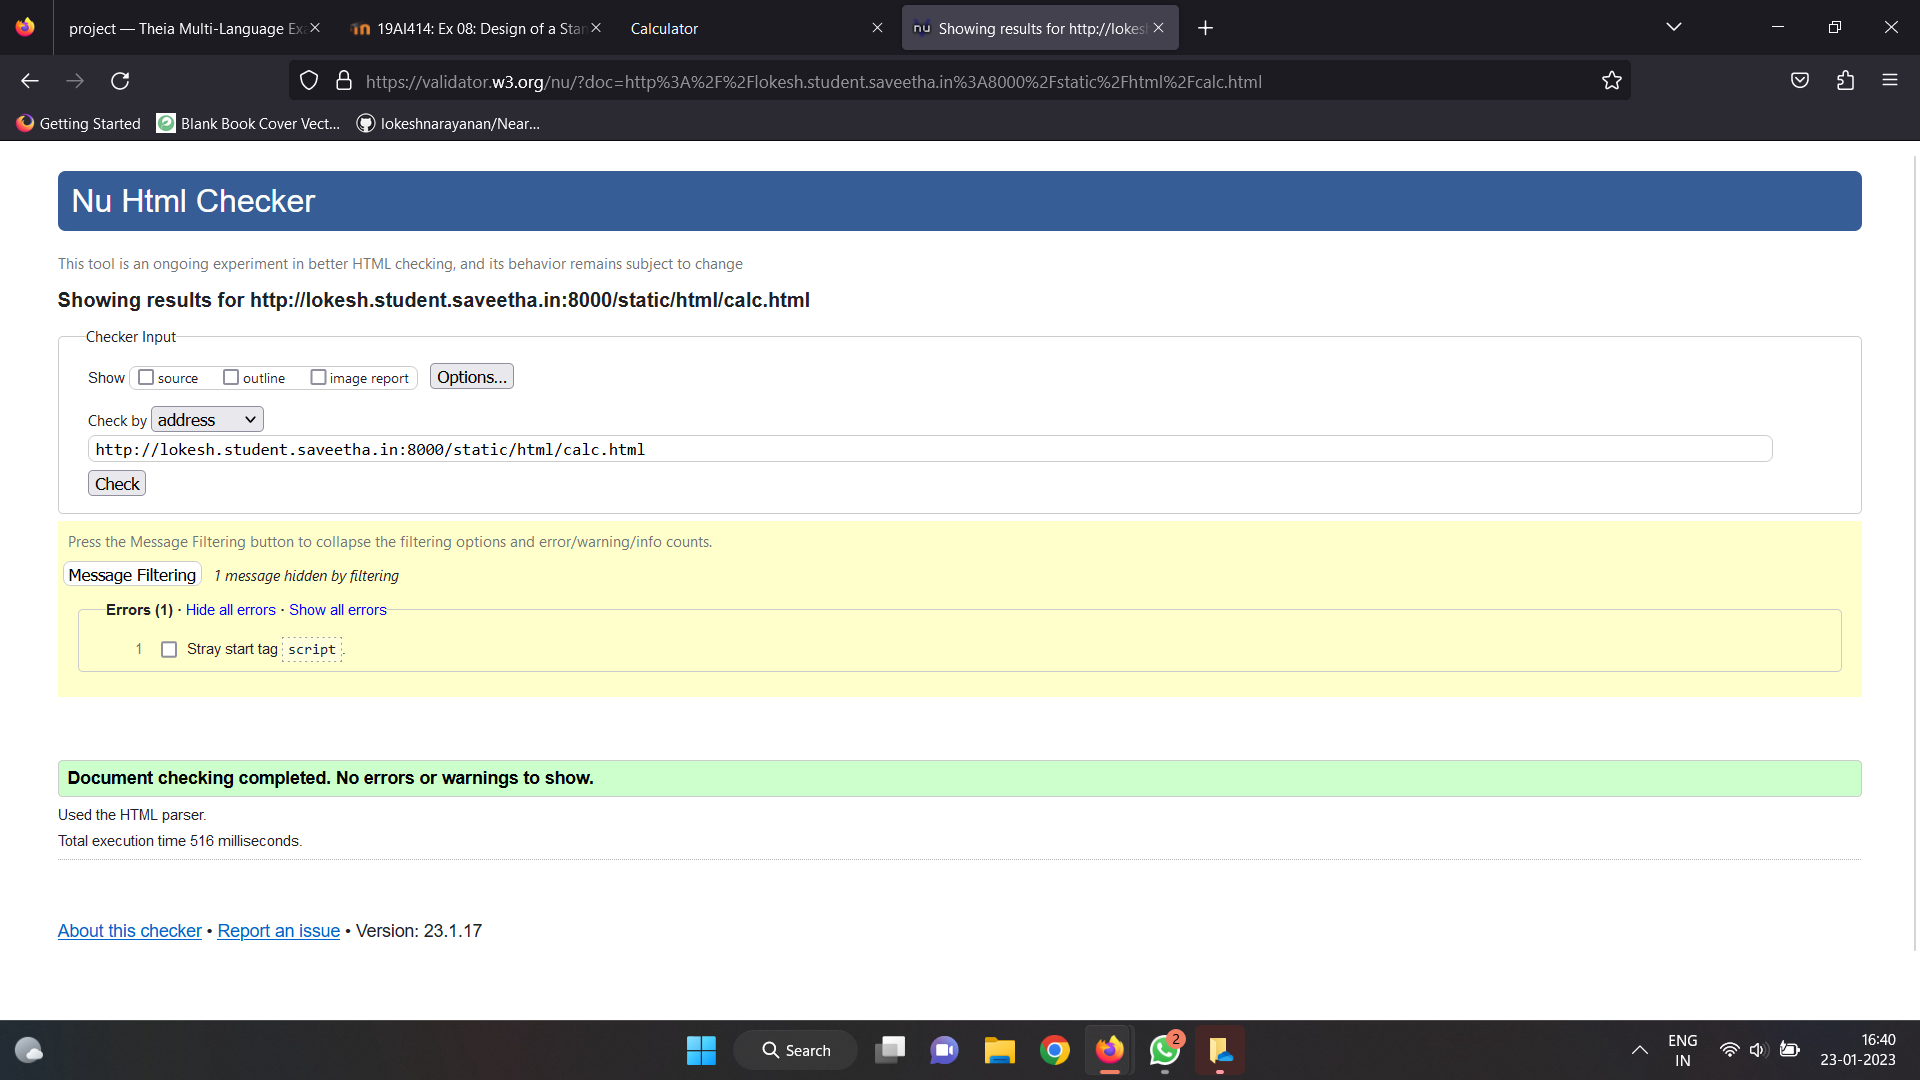 project — Theia Multi-Language Ex
19AI414: Ex 08: Design of a Stan
Calculator
nu Showing results for http://lokesh
https://validator.w3.org/nu/?doc=http%3A%2F%2Flokesh.student.saveetha.in%3A8000%2Fstatic%2Fhtml%2Fcalc.html
Getting Started
Blank Book Cover Vect...
lokeshnarayanan/Near...
Nu Html Checker
This tool is an ongoing experiment in better HTML checking, and its behavior remains subject to change
Showing results for http://lokesh.student.saveetha.in:8000/static/html/calc.html
Checker Input
Show source outline image report Options...
Check by address
http://lokesh.student.saveetha.in:8000/static/html/calc.html
Check
Press the Message Filtering button to collapse the filtering options and error/warning/info counts.
Message Filtering 1 message hidden by filtering
Errors (1) · Hide all errors · Show all errors
1 Stray start tag script.
Document checking completed. No errors or warnings to show.
Used the HTML parser.
Total execution time 516 milliseconds.
About this checker • Report an issue • Version: 23.1.17
Search
2
ENG
IN
16:40
23-01-2023